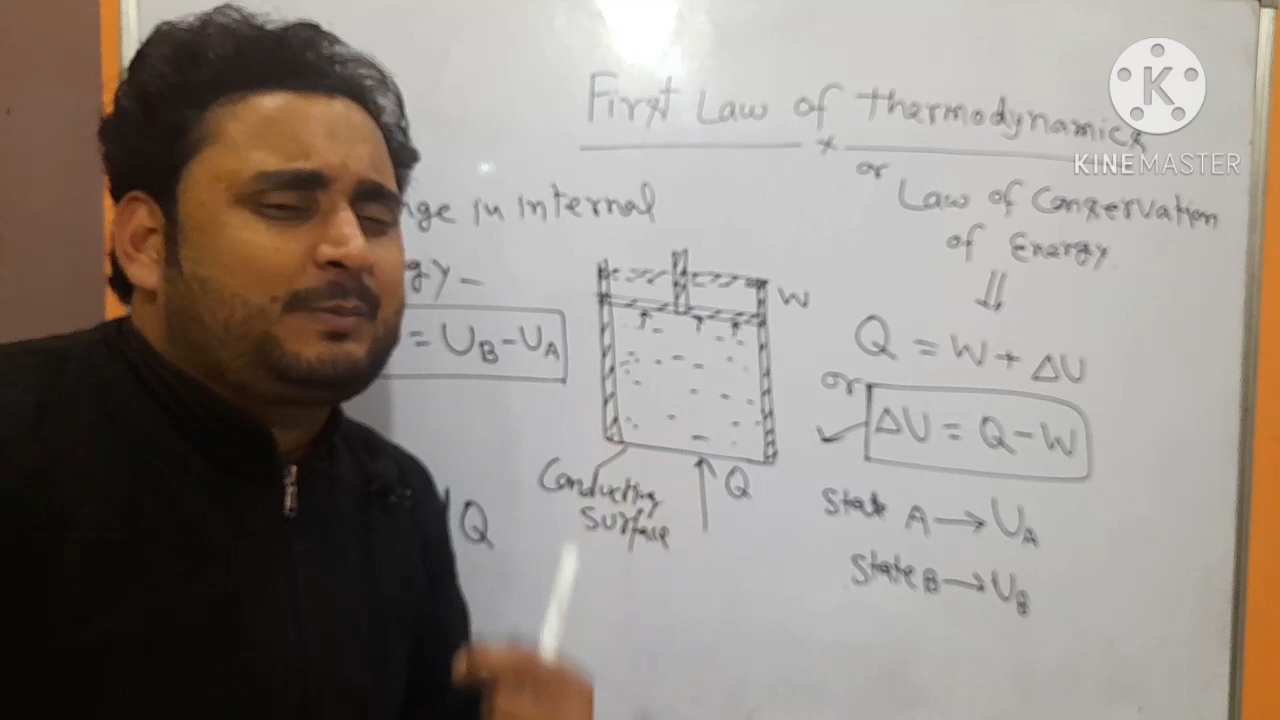 First Law of Thermodynamics
or
Law of Conservation
of Energy
nge in Internal
gy -
= U_B - U_A
W
Q = W + ΔU
or
ΔU = Q - W
Conducting
Surface
Q
Q
State A → U_A
State B → U_B
K
KINEMASTER